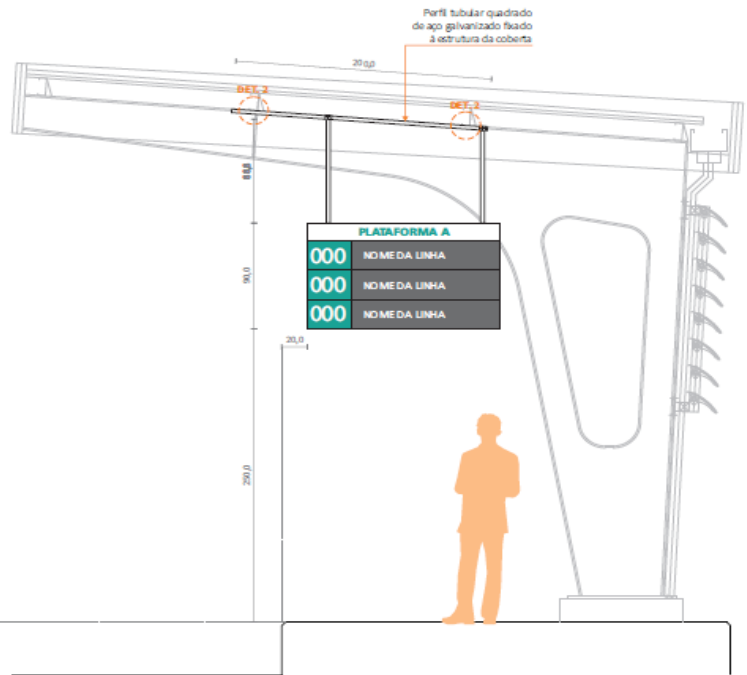 Perfil tubular quadrado
de aço galvanizado fixado
à estrutura da coberta
200,0
DET. 2
DET. 2
PLATAFORMA A
000 NOME DA LINHA
90,0
000 NOME DA LINHA
000 NOME DA LINHA
20,0
250,0